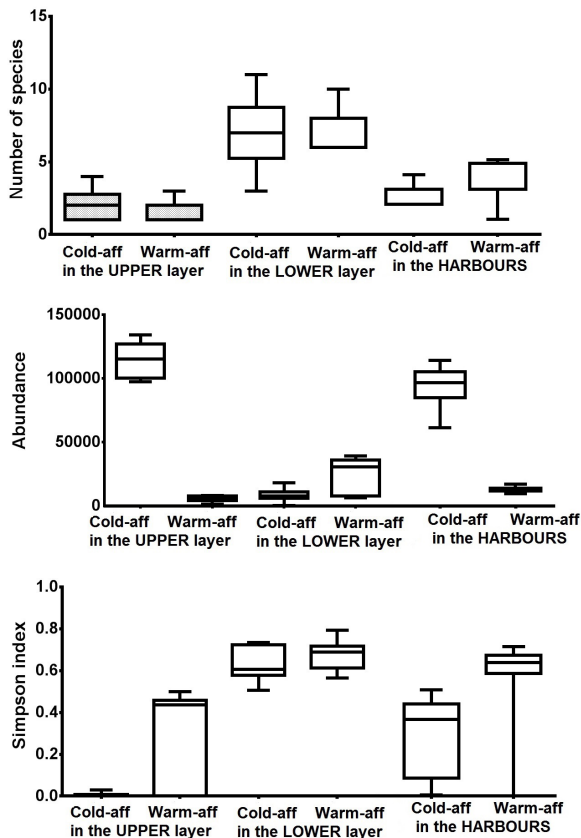 Number of species
15
10
5
0
Cold-aff Warm-aff Cold-aff Warm-aff Cold-aff Warm-aff
in the UPPER layer in the LOWER layer in the HARBOURS
Abundance
150000
100000
50000
0
Cold-aff Warm-aff Cold-aff Warm-aff Cold-aff Warm-aff
in the UPPER layer in the LOWER layer in the HARBOURS
Simpson index
1.0
0.8
0.6
0.4
0.2
0.0
Cold-aff Warm-aff Cold-aff Warm-aff Cold-aff Warm-aff
in the UPPER layer in the LOWER layer in the HARBOURS